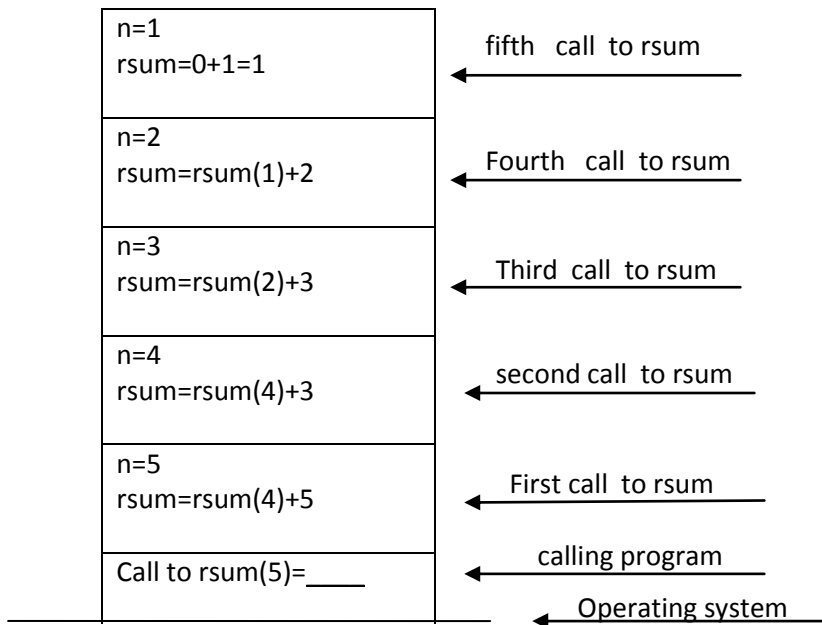 n=1
rsum=0+1=1
fifth call to rsum
n=2
rsum=rsum(1)+2
Fourth call to rsum
n=3
rsum=rsum(2)+3
Third call to rsum
n=4
rsum=rsum(4)+3
second call to rsum
n=5
rsum=rsum(4)+5
First call to rsum
Call to rsum(5)=____
calling program
Operating system